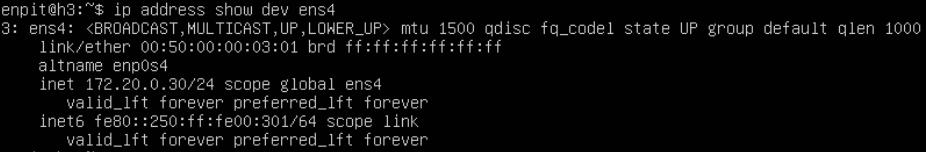 enpit@h3:~$ ip address show dev ens4
3: ens4: <BROADCAST,MULTICAST,UP,LOWER_UP> mtu 1500 qdisc fq_codel state UP group default qlen 1000
    link/ether 00:50:00:00:03:01 brd ff:ff:ff:ff:ff:ff
    altname enp0s4
    inet 172.20.0.30/24 scope global ens4
       valid_lft forever preferred_lft forever
    inet6 fe80::250:ff:fe00:301/64 scope link
       valid_lft forever preferred_lft forever